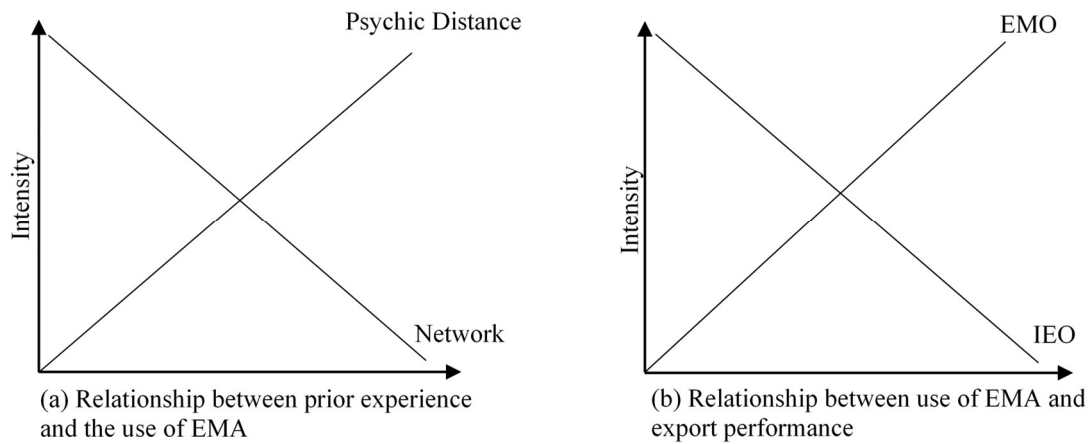 Psychic Distance
Intensity
Network
(a) Relationship between prior experience
and the use of EMA
EMO
Intensity
IEO
(b) Relationship between use of EMA and
export performance